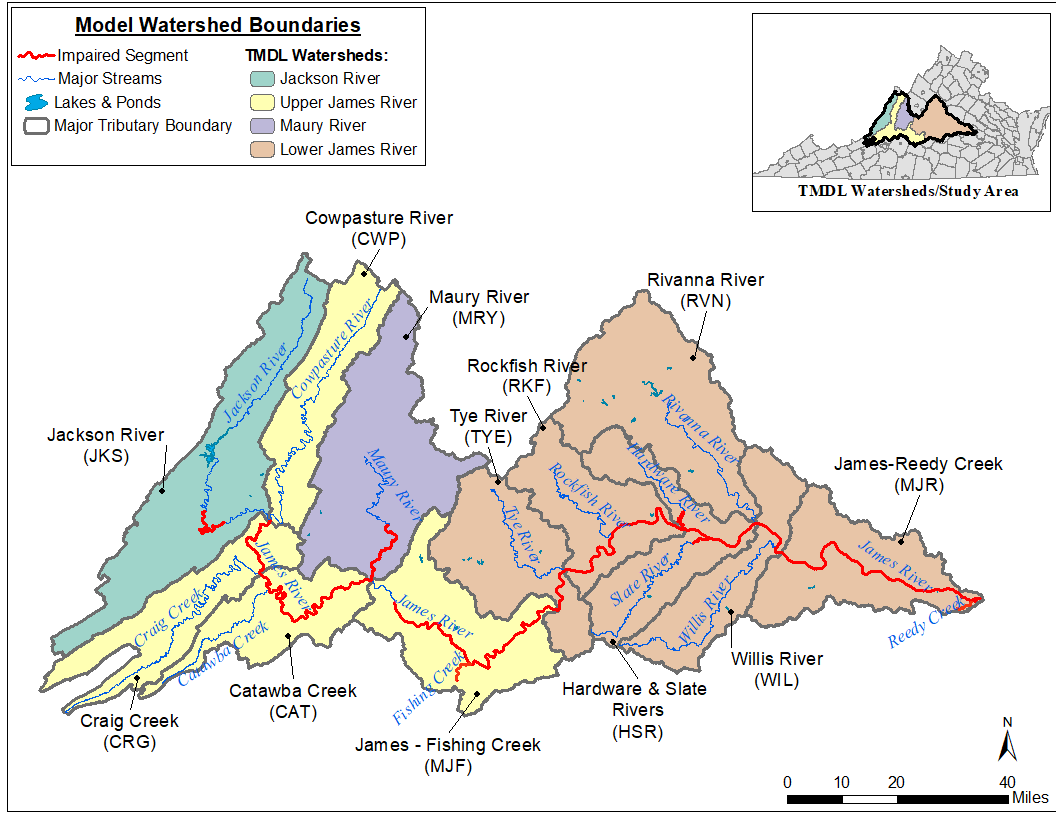 Model Watershed Boundaries
Impaired Segment
Major Streams
Lakes & Ponds
Major Tributary Boundary
TMDL Watersheds:
Jackson River
Upper James River
Maury River
Lower James River
TMDL Watersheds/Study Area
Cowpasture River
(CWP)
Maury River
(MRY)
Rivanna River
(RVN)
Rockfish River
(RKF)
Tye River
(TYE)
Jackson River
(JKS)
James-Reedy Creek
(MJR)
Jackson River
Cowpasture River
Maury River
Rivanna River
Hardware River
Rockfish River
Tye River
James River
Craig Creek
Catawba Creek
James River
Fishing Creek
Slate River
Willis River
James River
Reedy Creek
Craig Creek
(CRG)
Catawba Creek
(CAT)
James - Fishing Creek
(MJF)
Hardware & Slate
Rivers
(HSR)
Willis River
(WIL)
N
0 10 20 40
Miles